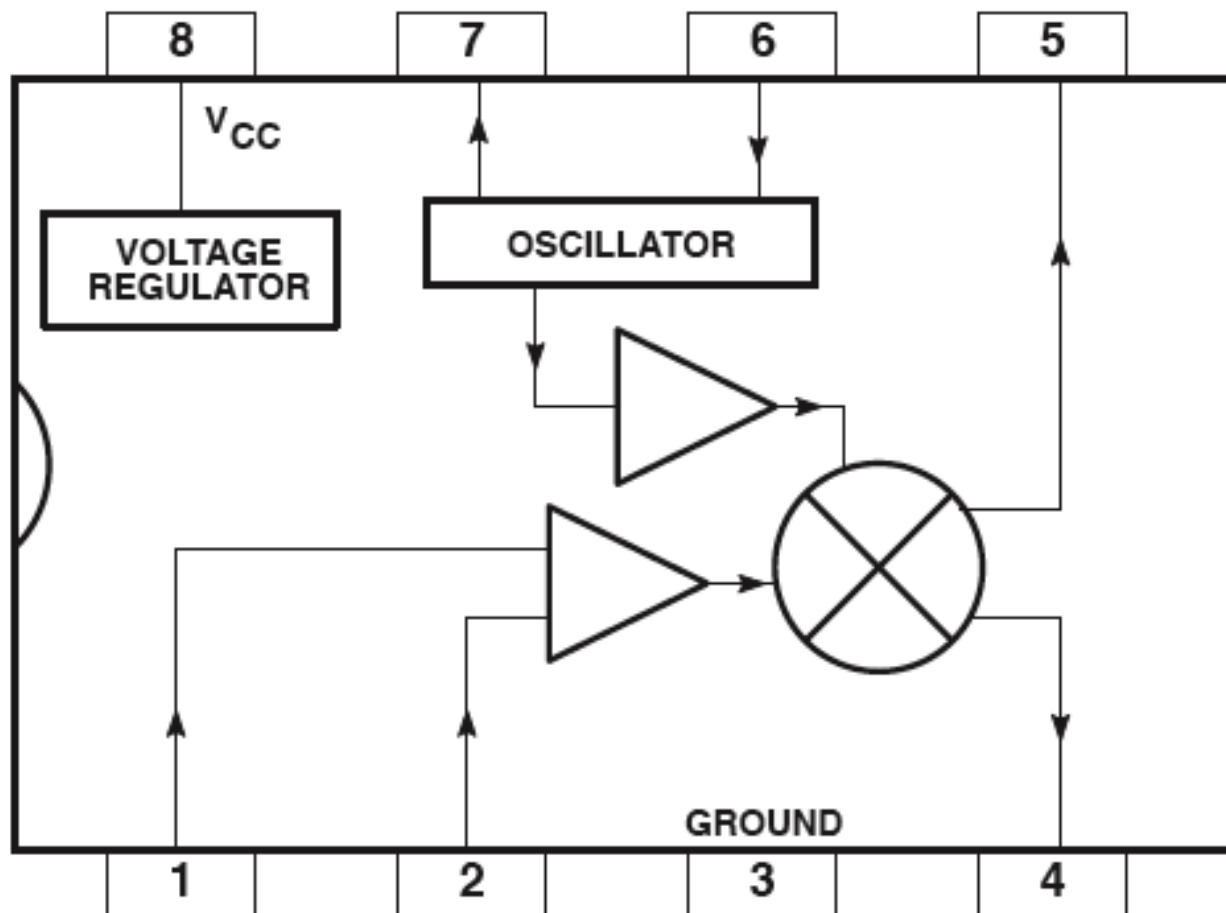 8 7 6 5
VCC
VOLTAGE
REGULATOR
OSCILLATOR
GROUND
1 2 3 4